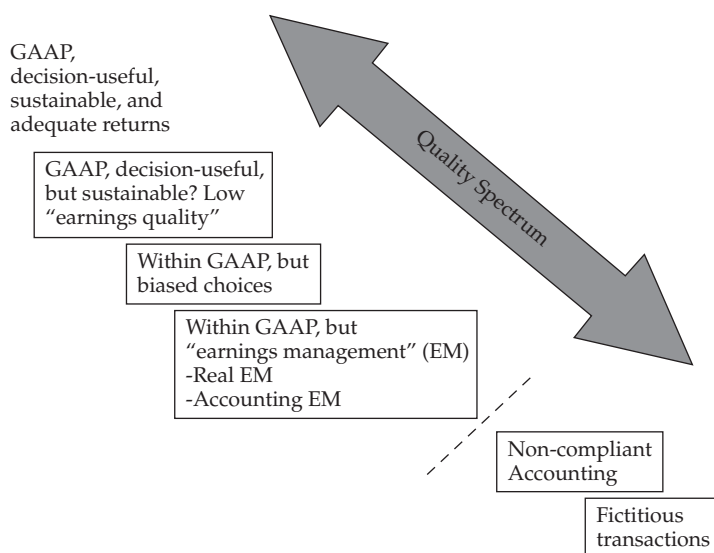 GAAP,
decision-useful,
sustainable, and
adequate returns
GAAP, decision-useful,
but sustainable? Low
“earnings quality”
Within GAAP, but
biased choices
Within GAAP, but
“earnings management” (EM)
-Real EM
-Accounting EM
Non-compliant
Accounting
Fictitious
transactions
Quality Spectrum